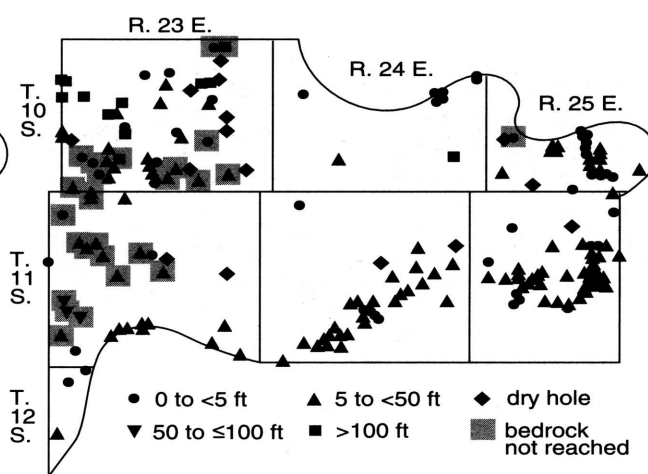 R. 23 E.
R. 24 E.
R. 25 E.
T.
10
S.
T.
11
S.
T.
12
S.
0 to <5 ft
5 to <50 ft
dry hole
50 to ≤100 ft
>100 ft
bedrock
not reached